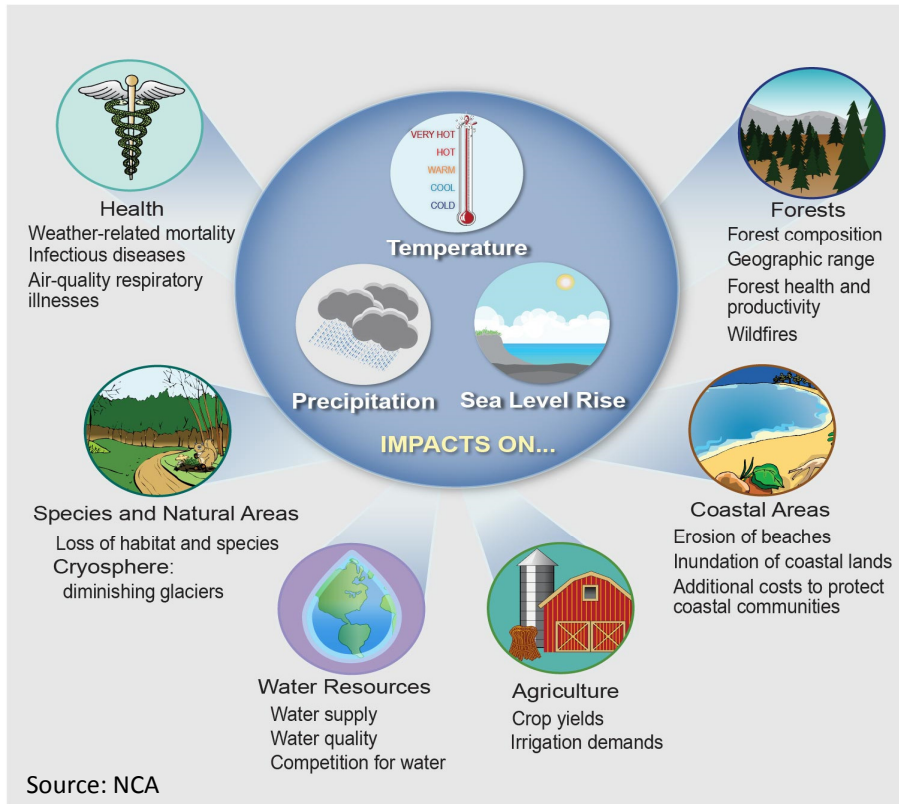 VERY HOT
HOT
WARM
COOL
COLD
Temperature
Precipitation
Sea Level Rise
IMPACTS ON...
Health
Weather-related mortality
Infectious diseases
Air-quality respiratory
illnesses
Forests
Forest composition
Geographic range
Forest health and
productivity
Wildfires
Species and Natural Areas
Loss of habitat and species
Cryosphere:
diminishing glaciers
Coastal Areas
Erosion of beaches
Inundation of coastal lands
Additional costs to protect
coastal communities
Water Resources
Water supply
Water quality
Competition for water
Agriculture
Crop yields
Irrigation demands
Source: NCA